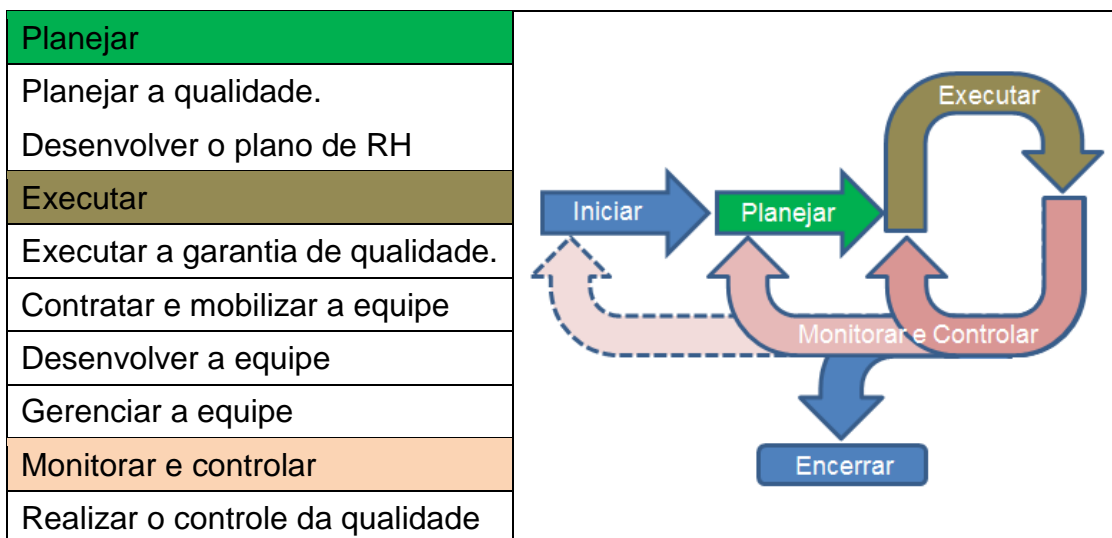 Planejar
Planejar a qualidade.
Desenvolver o plano de RH
Executar
Executar a garantia de qualidade.
Contratar e mobilizar a equipe
Desenvolver a equipe
Gerenciar a equipe
Monitorar e controlar
Realizar o controle da qualidade
Executar
Iniciar
Planejar
Monitorar e Controlar
Encerrar